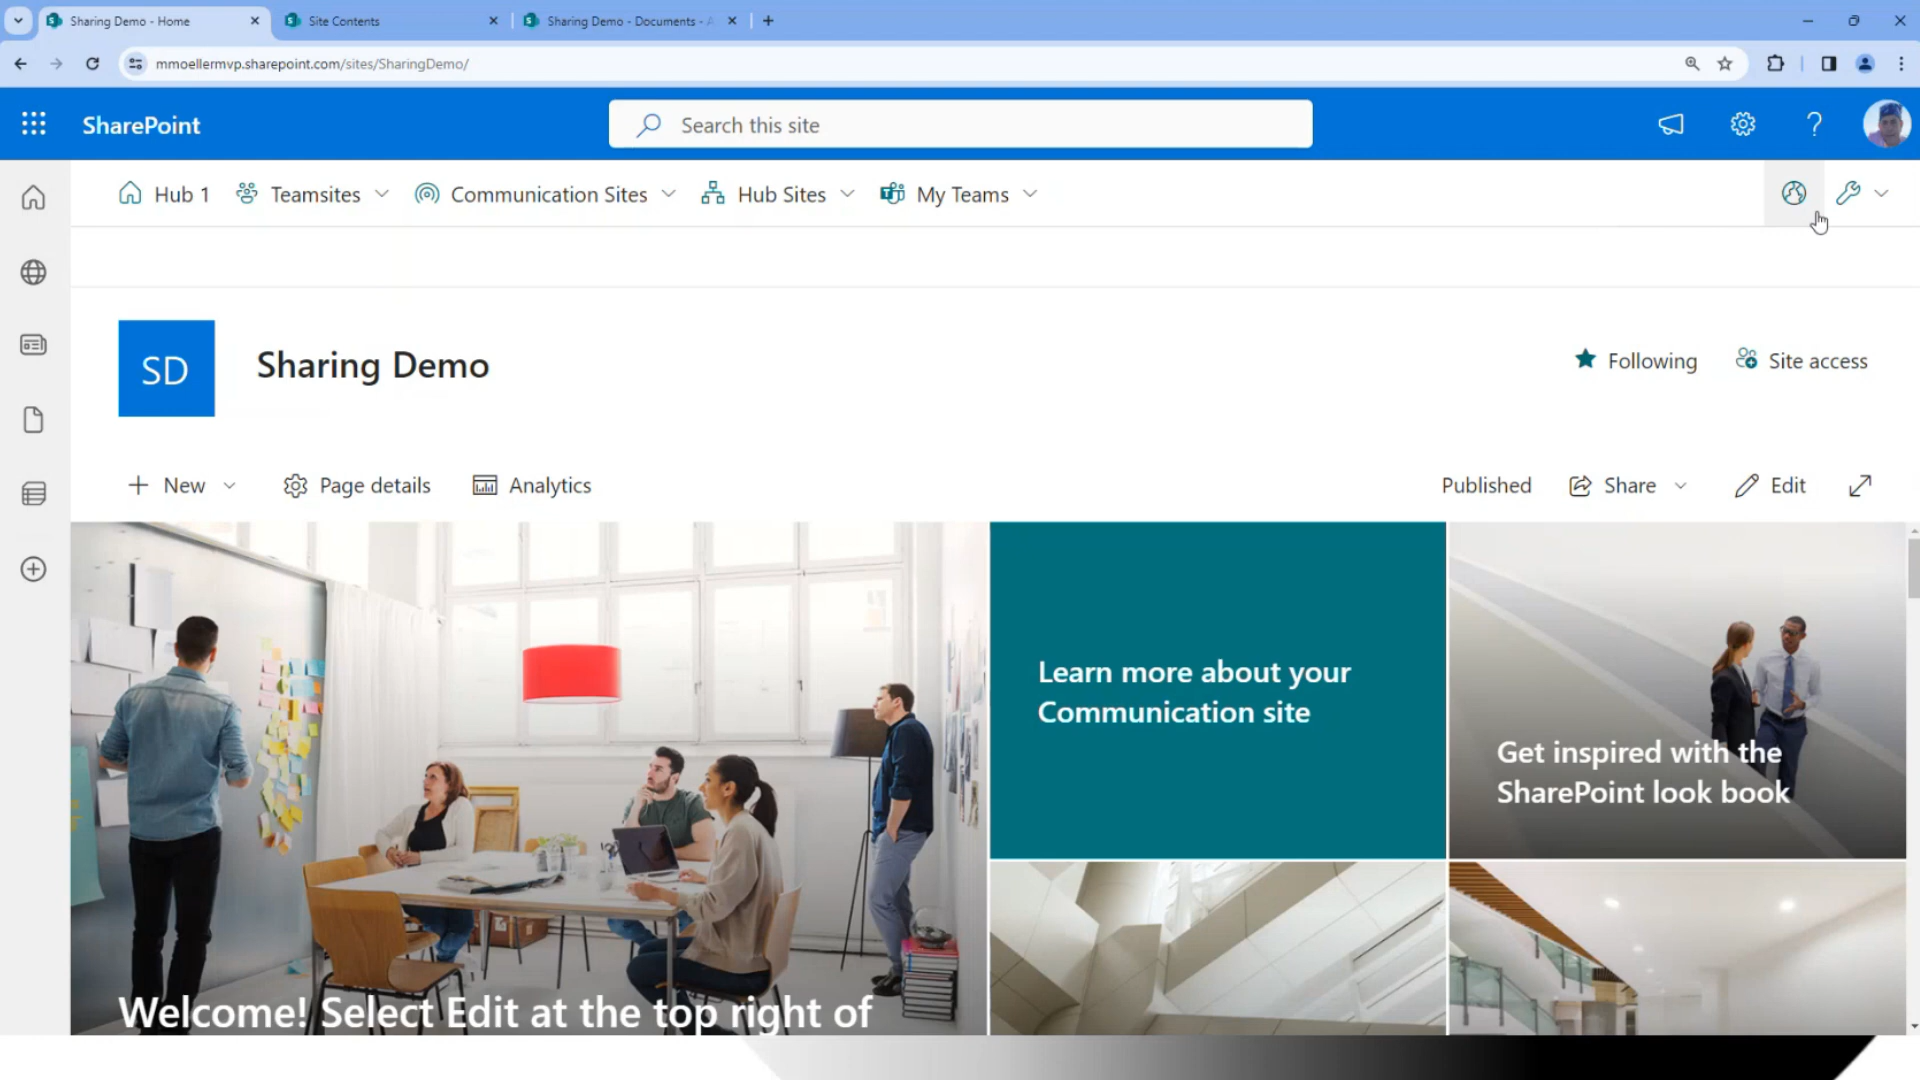 Sharing Demo - Home
Site Contents
Sharing Demo - Documents - A
mmoellermvp.sharepoint.com/sites/SharingDemo/
SharePoint
Search this site
Hub 1
Teamsites
Communication Sites
Hub Sites
My Teams
SD
Sharing Demo
Following
Site access
New
Page details
Analytics
Published
Share
Edit
Learn more about your
Communication site
Get inspired with the
SharePoint look book
Welcome! Select Edit at the top right of